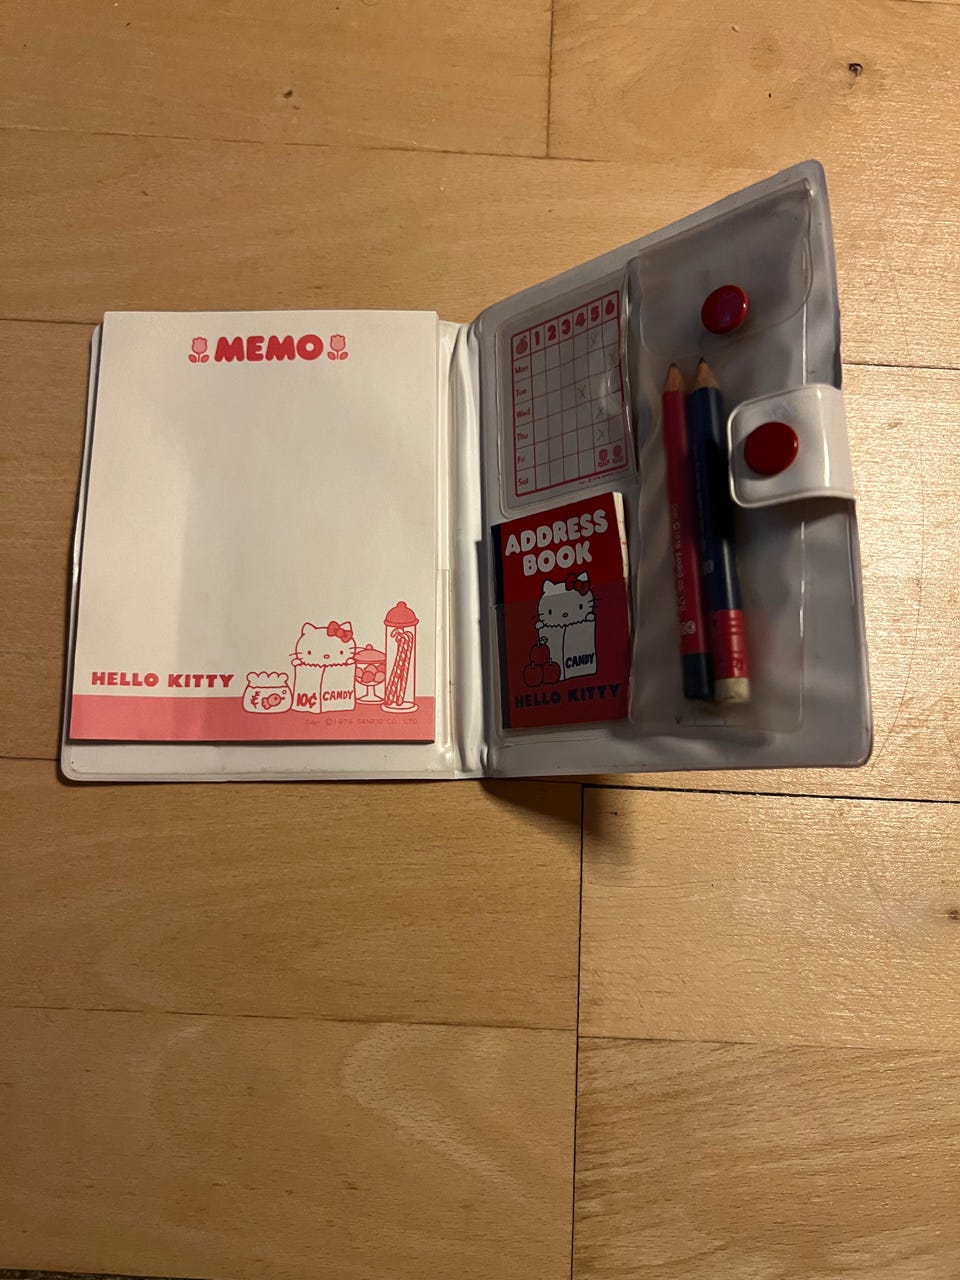 MEMO
HELLO KITTY
10¢
CANDY
Copr. ©1976 SANRIO CO., LTD.
1 2 3 4 5 6
Mon
Tue
Wed
Thu
Fri
Sat
ADDRESS
BOOK
CANDY
HELLO KITTY